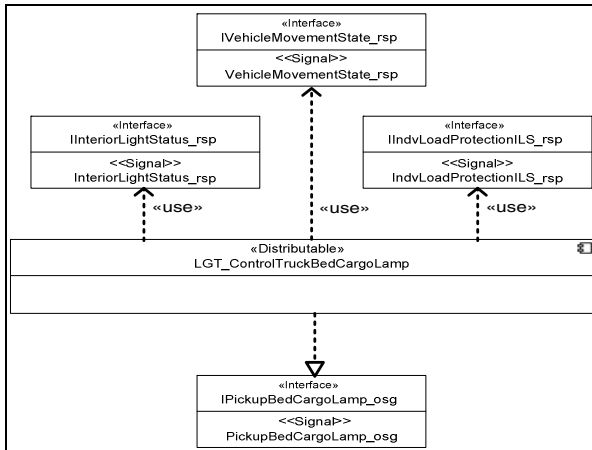 «Interface»
IVehicleMovementState_rsp
<<Signal>>
VehicleMovementState_rsp
«Interface»
IInteriorLightStatus_rsp
<<Signal>>
InteriorLightStatus_rsp
«Interface»
IIndvLoadProtectionILS_rsp
<<Signal>>
IndvLoadProtectionILS_rsp
«use»
«use»
«use»
«Distributable»
LGT_ControlTruckBedCargoLamp
«Interface»
IPickupBedCargoLamp_osg
<<Signal>>
PickupBedCargoLamp_osg